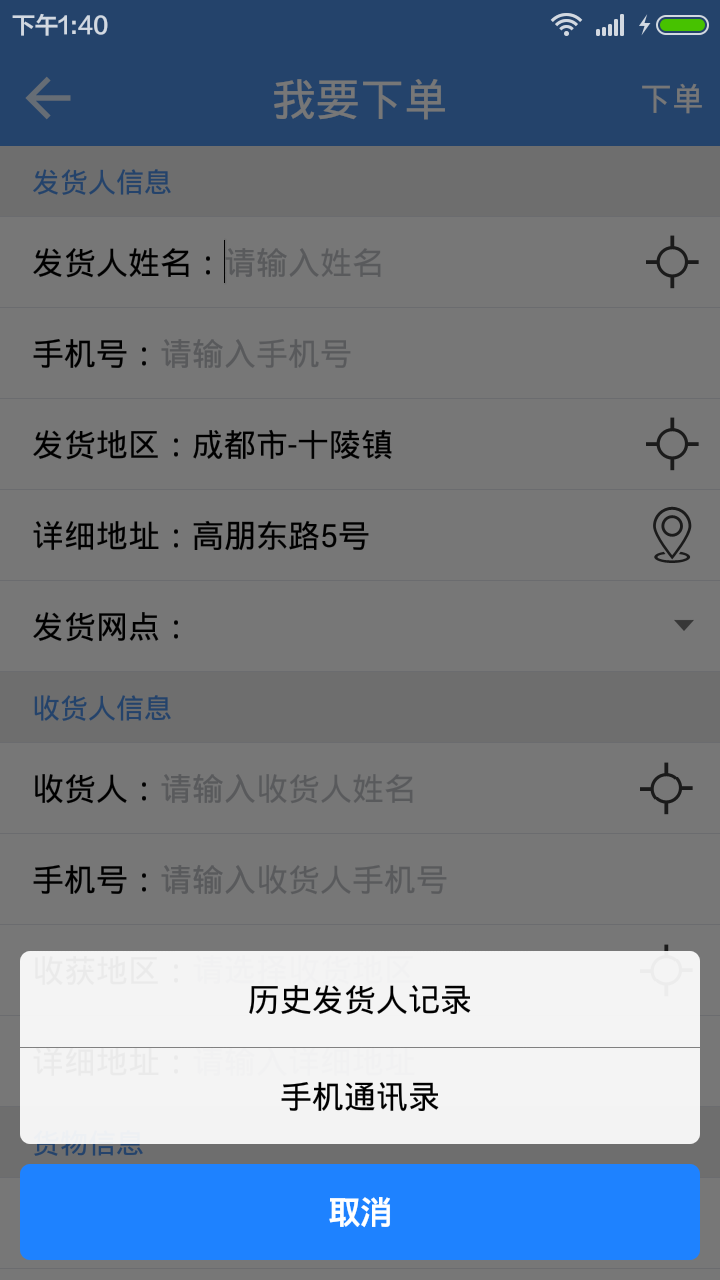 下午1:40
我要下单
下单
发货人信息
发货人姓名：请输入姓名
手机号：请输入手机号
发货地区：成都市-十陵镇
详细地址：高朋东路5号
发货网点：
收货人信息
收货人：请输入收货人姓名
手机号：请输入收货人手机号
收获地区：请选择收货地区
历史发货人记录
详细地址：请输入详细地址
手机通讯录
货物信息
取消